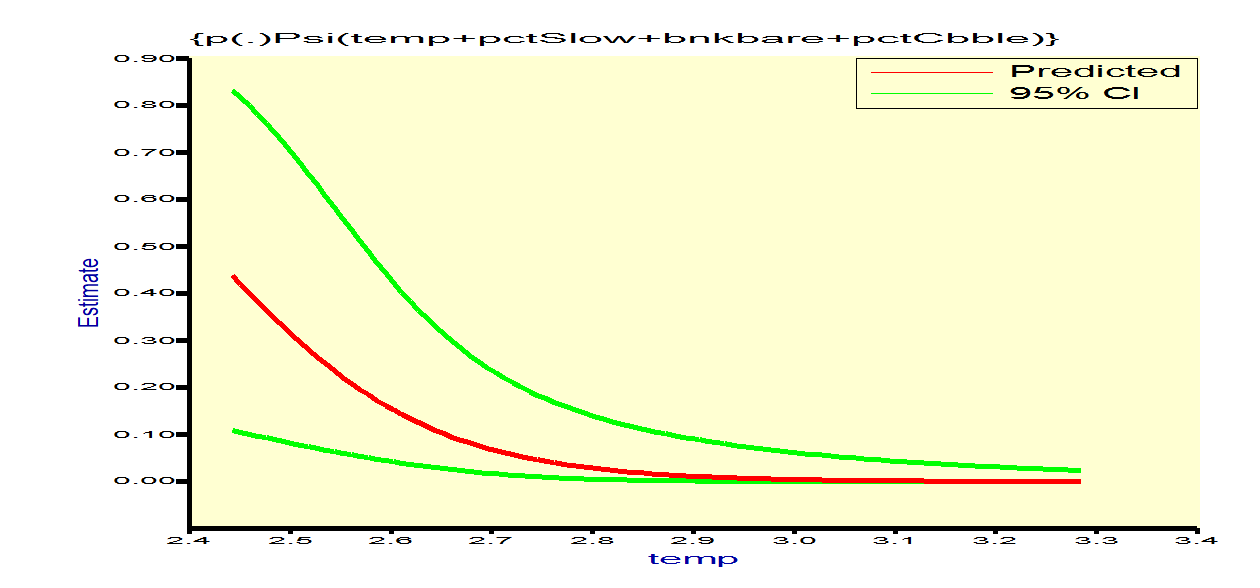 {p(.)Psi(temp+pctSlow+bnkbare+pctCbble)}
Predicted
95% CI
0.90
0.80
0.70
0.60
0.50
0.40
0.30
0.20
0.10
0.00
Estimate
2.4 2.5 2.6 2.7 2.8 2.9 3.0 3.1 3.2 3.3 3.4
temp